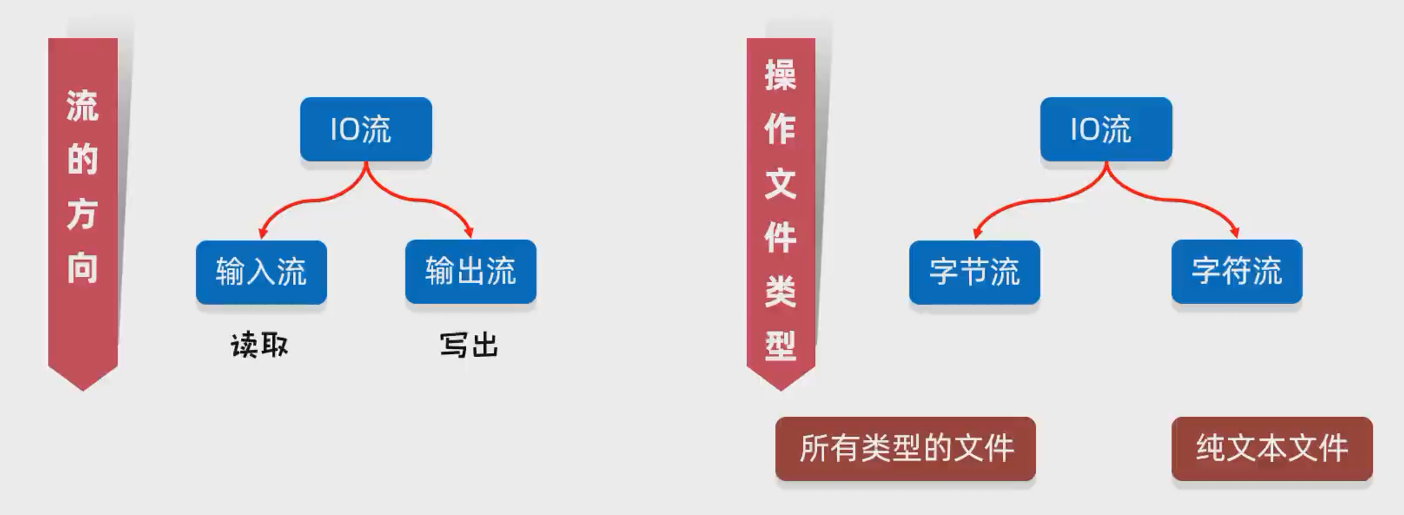 流的方向
IO流
输入流
输出流
读取
写出
操作文件类型
IO流
字节流
字符流
所有类型的文件
纯文本文件